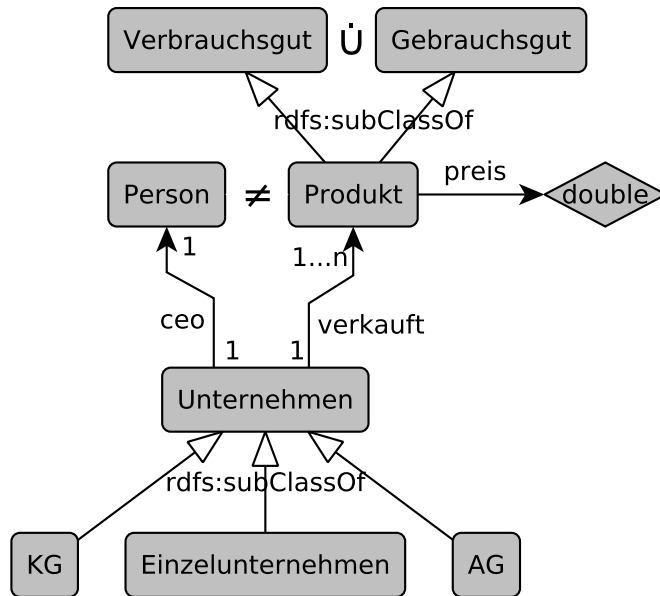 Verbrauchsgut U̇ Gebrauchsgut
rdfs:subClassOf
Person ≠ Produkt preis double
1 1...n
ceo verkauft
1 1
Unternehmen
rdfs:subClassOf
KG Einzelunternehmen AG